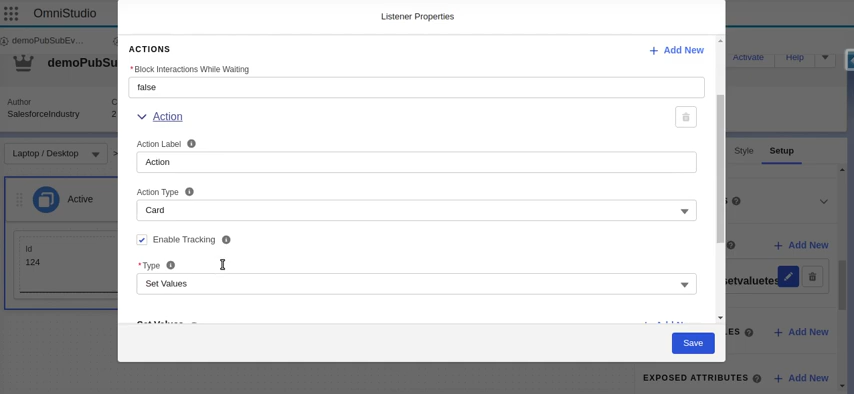 OmniStudio
demoPubSubEv...
demoPubSu
Activate
Help
Author
SalesforceIndustry
2
Laptop / Desktop
>
Style
Setup
Active
Id
124
Add New
setvaluetes
Add New
EXPOSED ATTRIBUTES
Add New
Listener Properties
ACTIONS
Add New
*Block Interactions While Waiting
false
Action
Action Label
Action
Action Type
Card
Enable Tracking
*Type
Set Values
Save